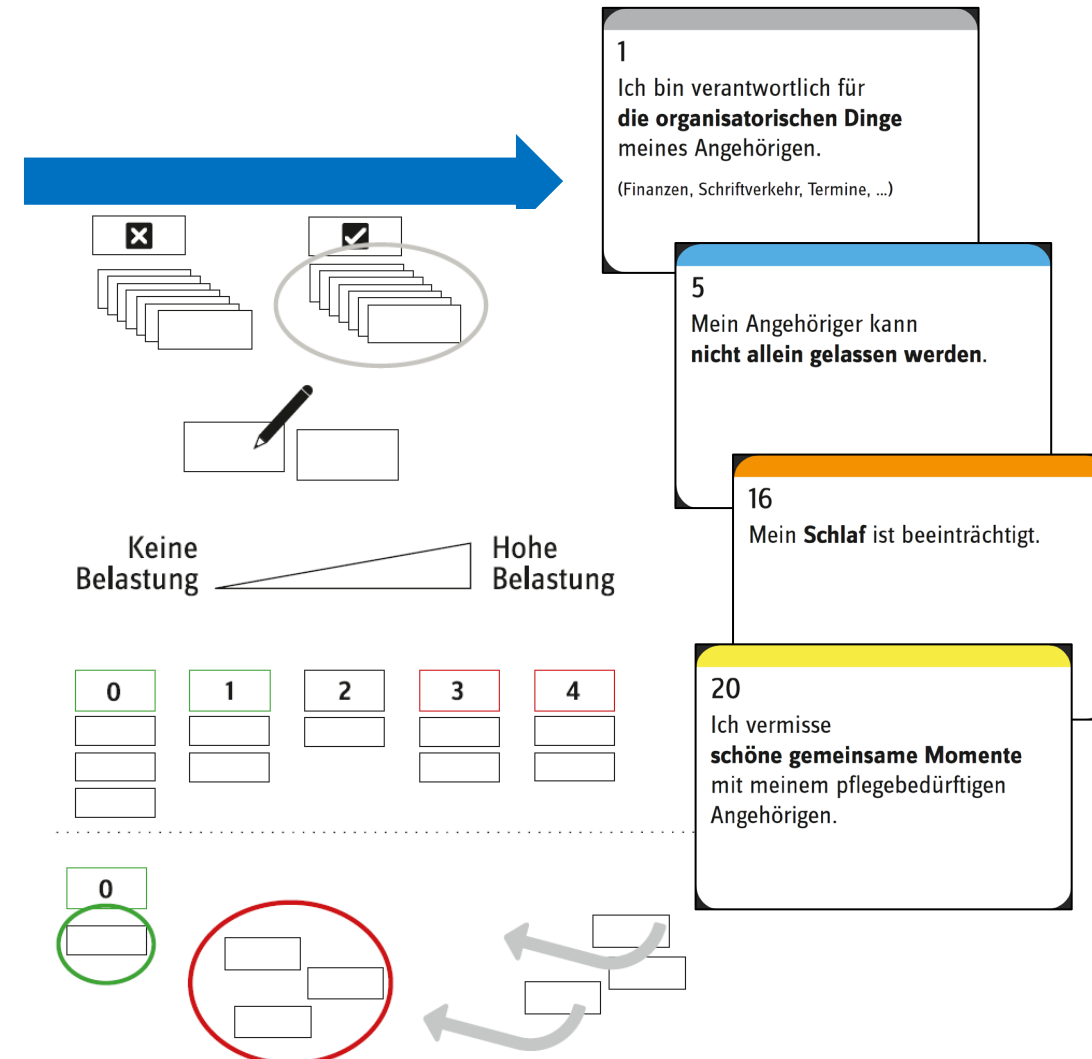 1
Ich bin verantwortlich für
die organisatorischen Dinge
meines Angehörigen.
(Finanzen, Schriftverkehr, Termine, ...)
5
Mein Angehöriger kann
nicht allein gelassen werden.
16
Mein Schlaf ist beeinträchtigt.
20
Ich vermisse
schöne gemeinsame Momente
mit meinem pflegebedürftigen
Angehörigen.
Keine
Belastung
Hohe
Belastung
0 1 2 3 4
0